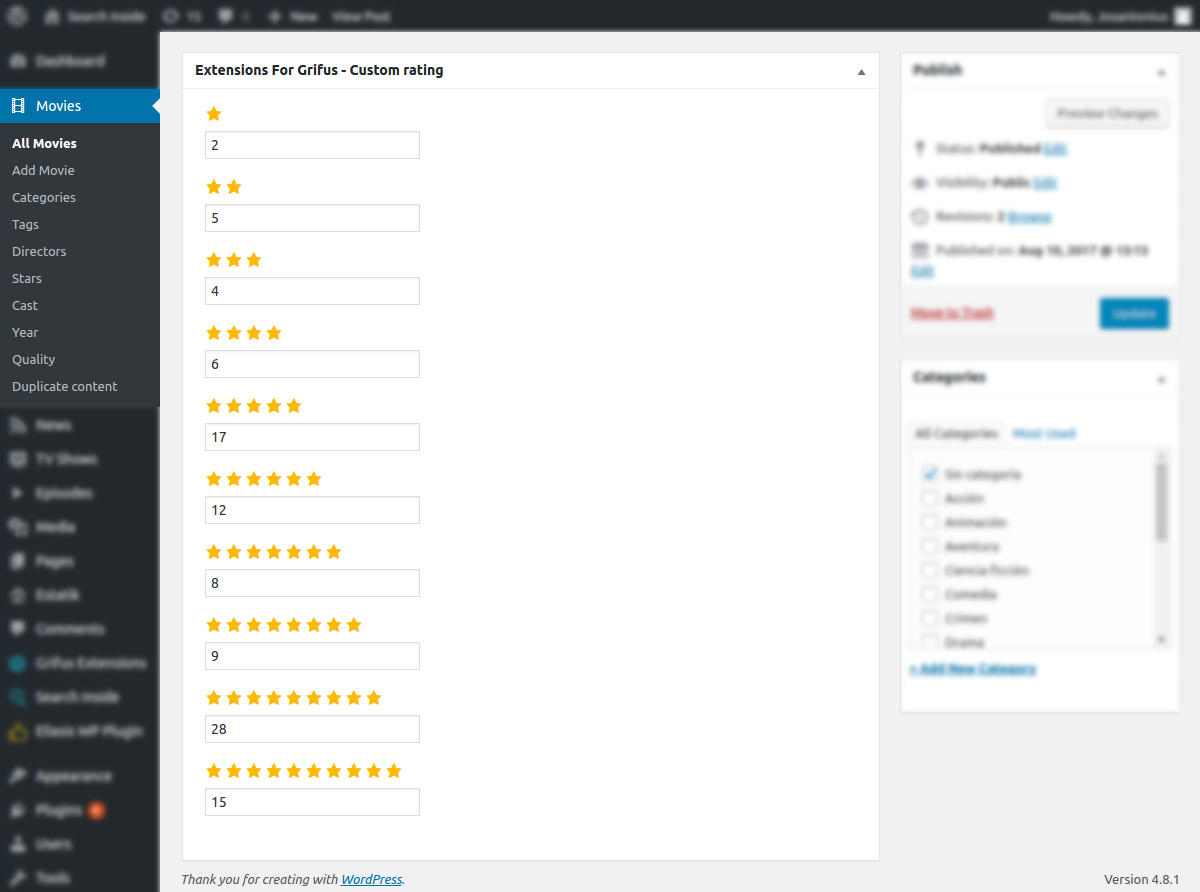 Search Inside
15
New
View Post
Howdy, Josantonius
Dashboard
Movies
All Movies
Add Movie
Categories
Tags
Directors
Stars
Cast
Year
Quality
Duplicate content
News
TV Shows
Episodes
Media
Pages
Estatik
Comments
Grifus Extensions
Search Inside
Eliasis WP Plugin
Appearance
Plugins
Users
Tools
Extensions For Grifus - Custom rating
2
5
4
6
17
12
8
9
28
15
Publish
Preview Changes
Status: Published Edit
Visibility: Public Edit
Revisions: 2 Browse
Published on: Aug 10, 2017 @ 13:13
Edit
Move to Trash
Update
Categories
All Categories
Most Used
Sin categoría
Acción
Animación
Aventura
Ciencia ficción
Comedia
Crimen
Drama
+ Add New Category
Thank you for creating with WordPress.
Version 4.8.1